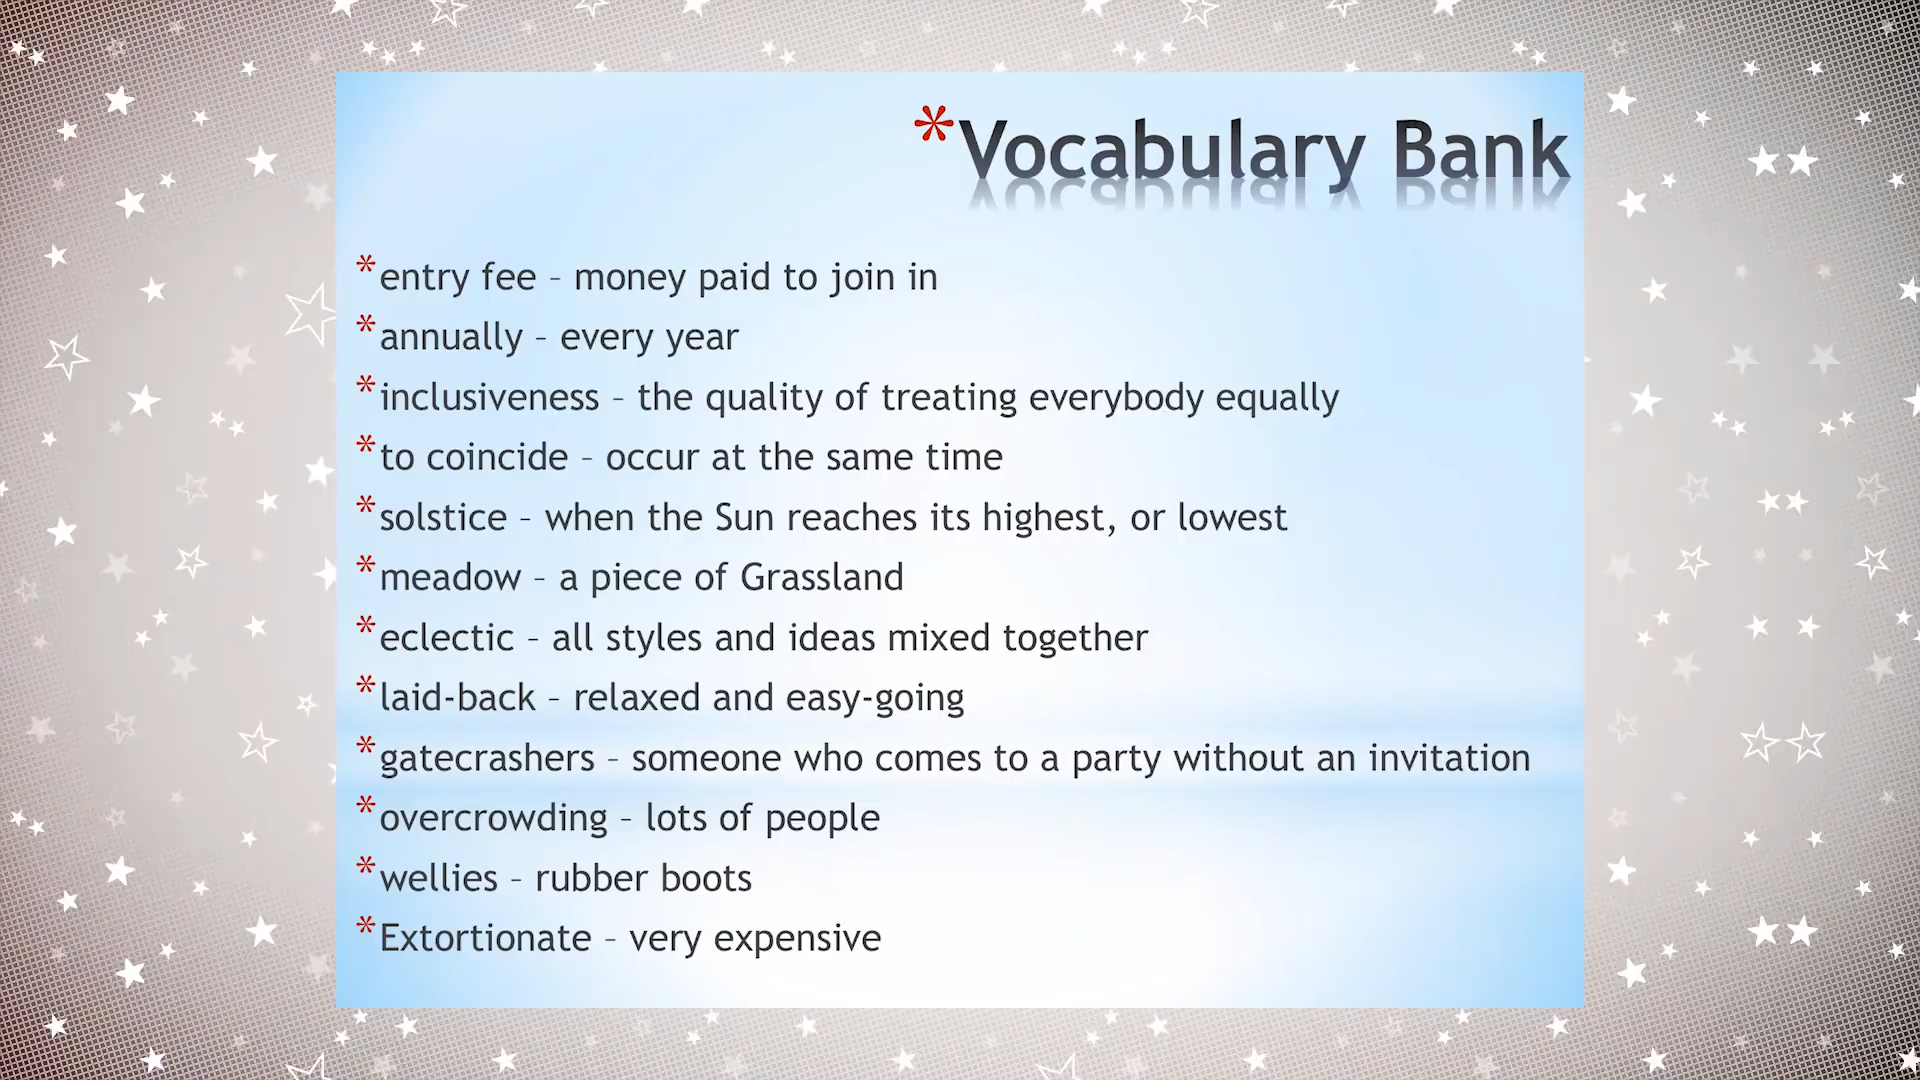 *Vocabulary Bank
*entry fee – money paid to join in
*annually – every year
*inclusiveness – the quality of treating everybody equally
*to coincide – occur at the same time
*solstice – when the Sun reaches its highest, or lowest
*meadow – a piece of Grassland
*eclectic – all styles and ideas mixed together
*laid-back – relaxed and easy-going
*gatecrashers – someone who comes to a party without an invitation
*overcrowding – lots of people
*wellies – rubber boots
*Extortionate – very expensive